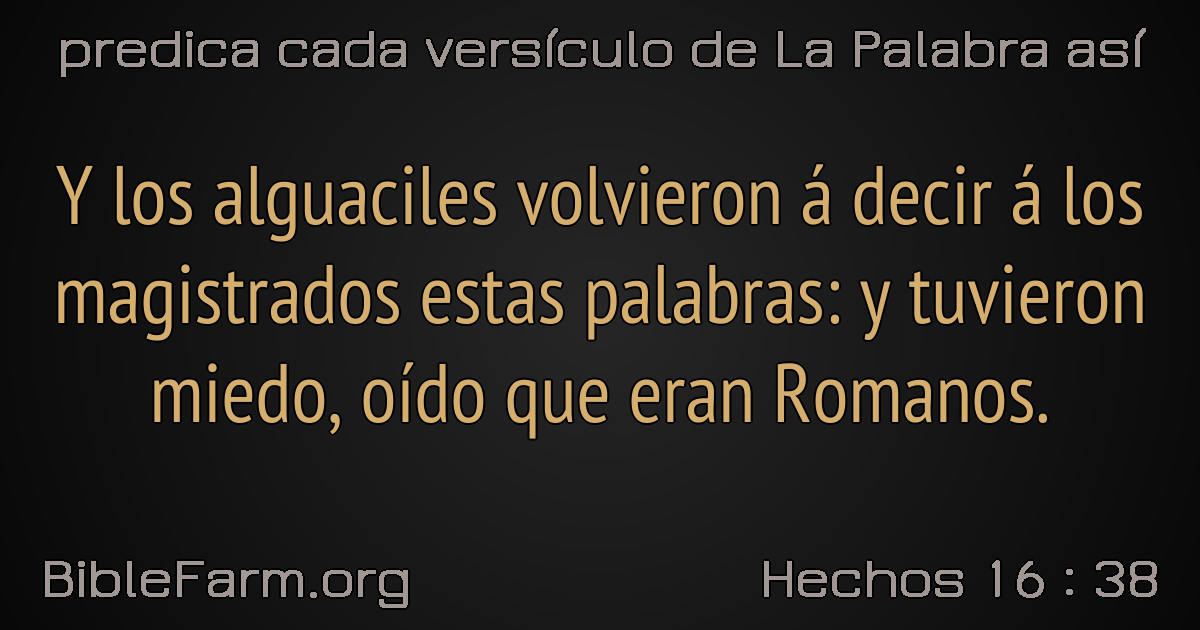 predica cada versículo de La Palabra así
Y los alguaciles volvieron á decir á los
magistrados estas palabras: y tuvieron
miedo, oído que eran Romanos.
BibleFarm.org
Hechos 16 : 38